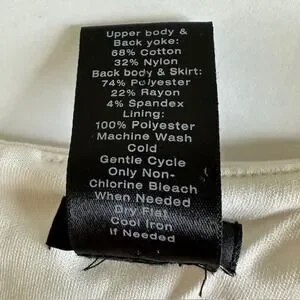 Upper body &
Back yoke:
68% Cotton
32% Nylon
Back body & Skirt:
74% Polyester
22% Rayon
4% Spandex
Lining:
100% Polyester
Machine Wash
Cold
Gentle Cycle
Only Non-
Chlorine Bleach
When Needed
Dry Flat
Cool Iron
If Needed